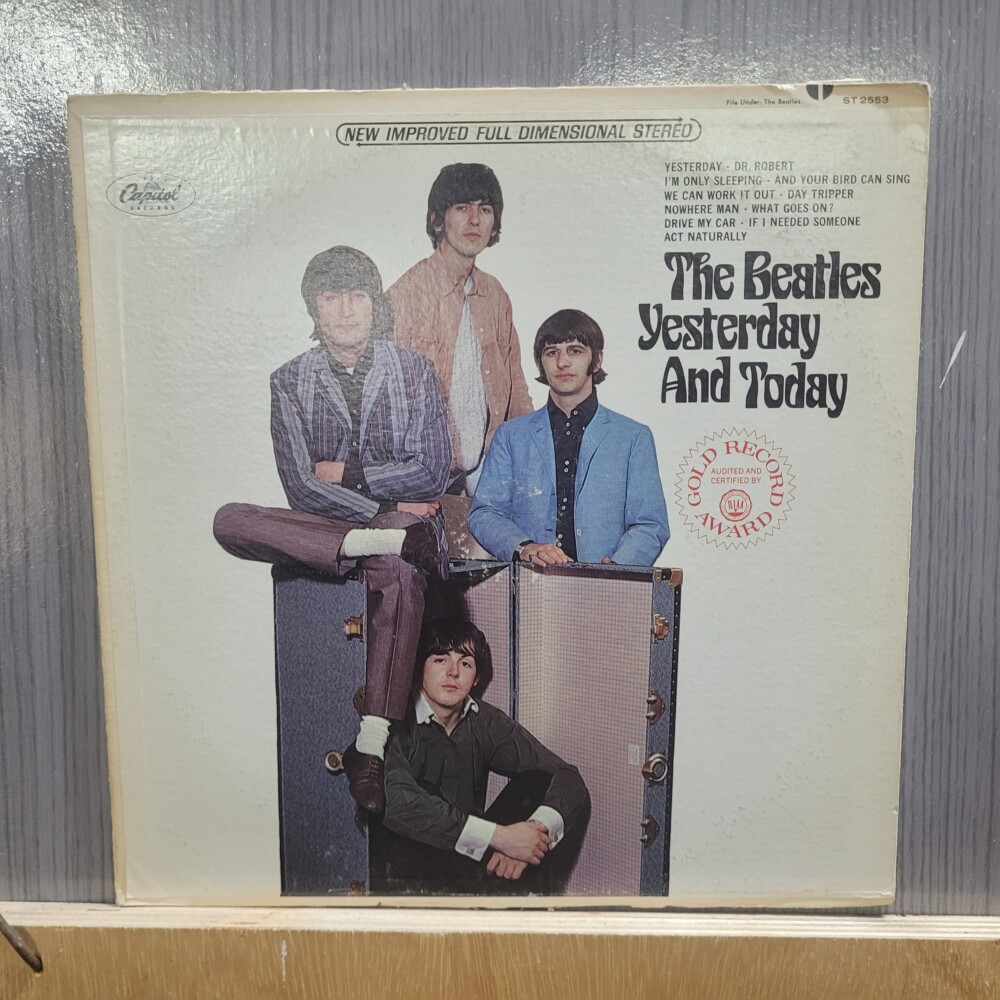 File Under: The Beatles
ST 2553
NEW IMPROVED FULL DIMENSIONAL STEREO
Capitol
RECORDS
YESTERDAY · DR. ROBERT
I'M ONLY SLEEPING · AND YOUR BIRD CAN SING
WE CAN WORK IT OUT · DAY TRIPPER
NOWHERE MAN · WHAT GOES ON?
DRIVE MY CAR · IF I NEEDED SOMEONE
ACT NATURALLY
The Beatles
Yesterday
And Today
GOLD RECORD
AUDITED AND
CERTIFIED BY
RIAA
AWARD